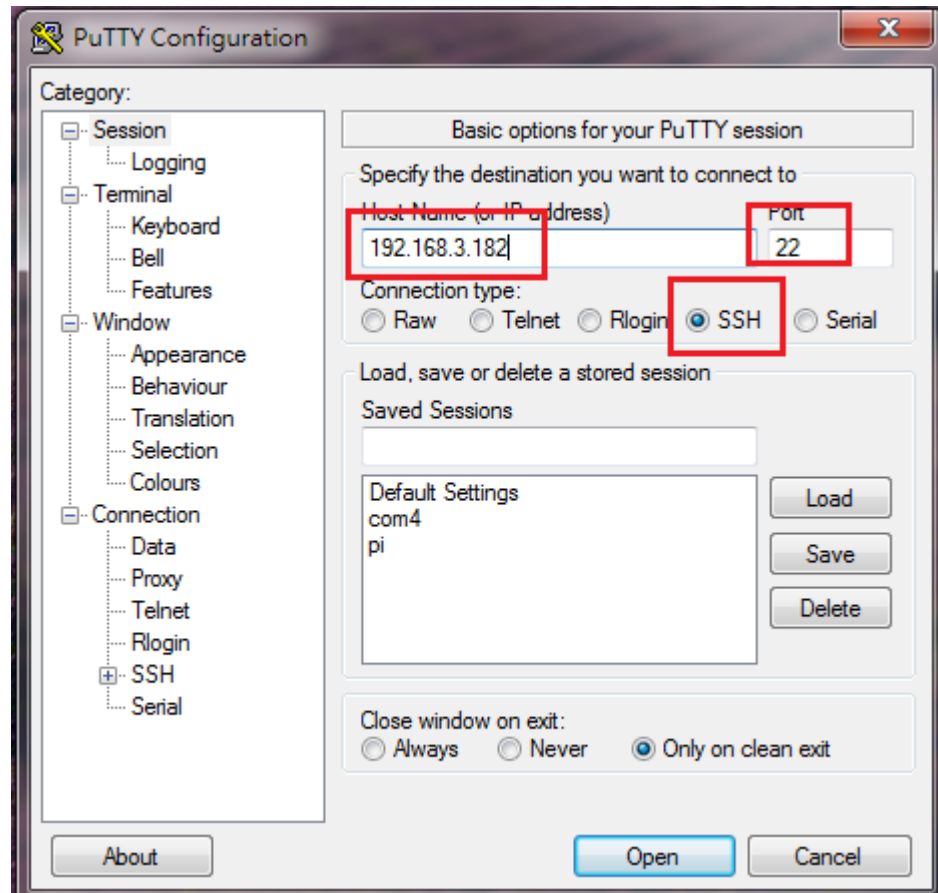 PuTTY Configuration
Category:
Session
Logging
Terminal
Keyboard
Bell
Features
Window
Appearance
Behaviour
Translation
Selection
Colours
Connection
Data
Proxy
Telnet
Rlogin
SSH
Serial
Basic options for your PuTTY session
Specify the destination you want to connect to
Host Name (or IP address) Port
192.168.3.182 22
Connection type:
Raw Telnet Rlogin SSH Serial
Load, save or delete a stored session
Saved Sessions
Default Settings
com4
pi
Load
Save
Delete
Close window on exit:
Always Never Only on clean exit
About Open Cancel